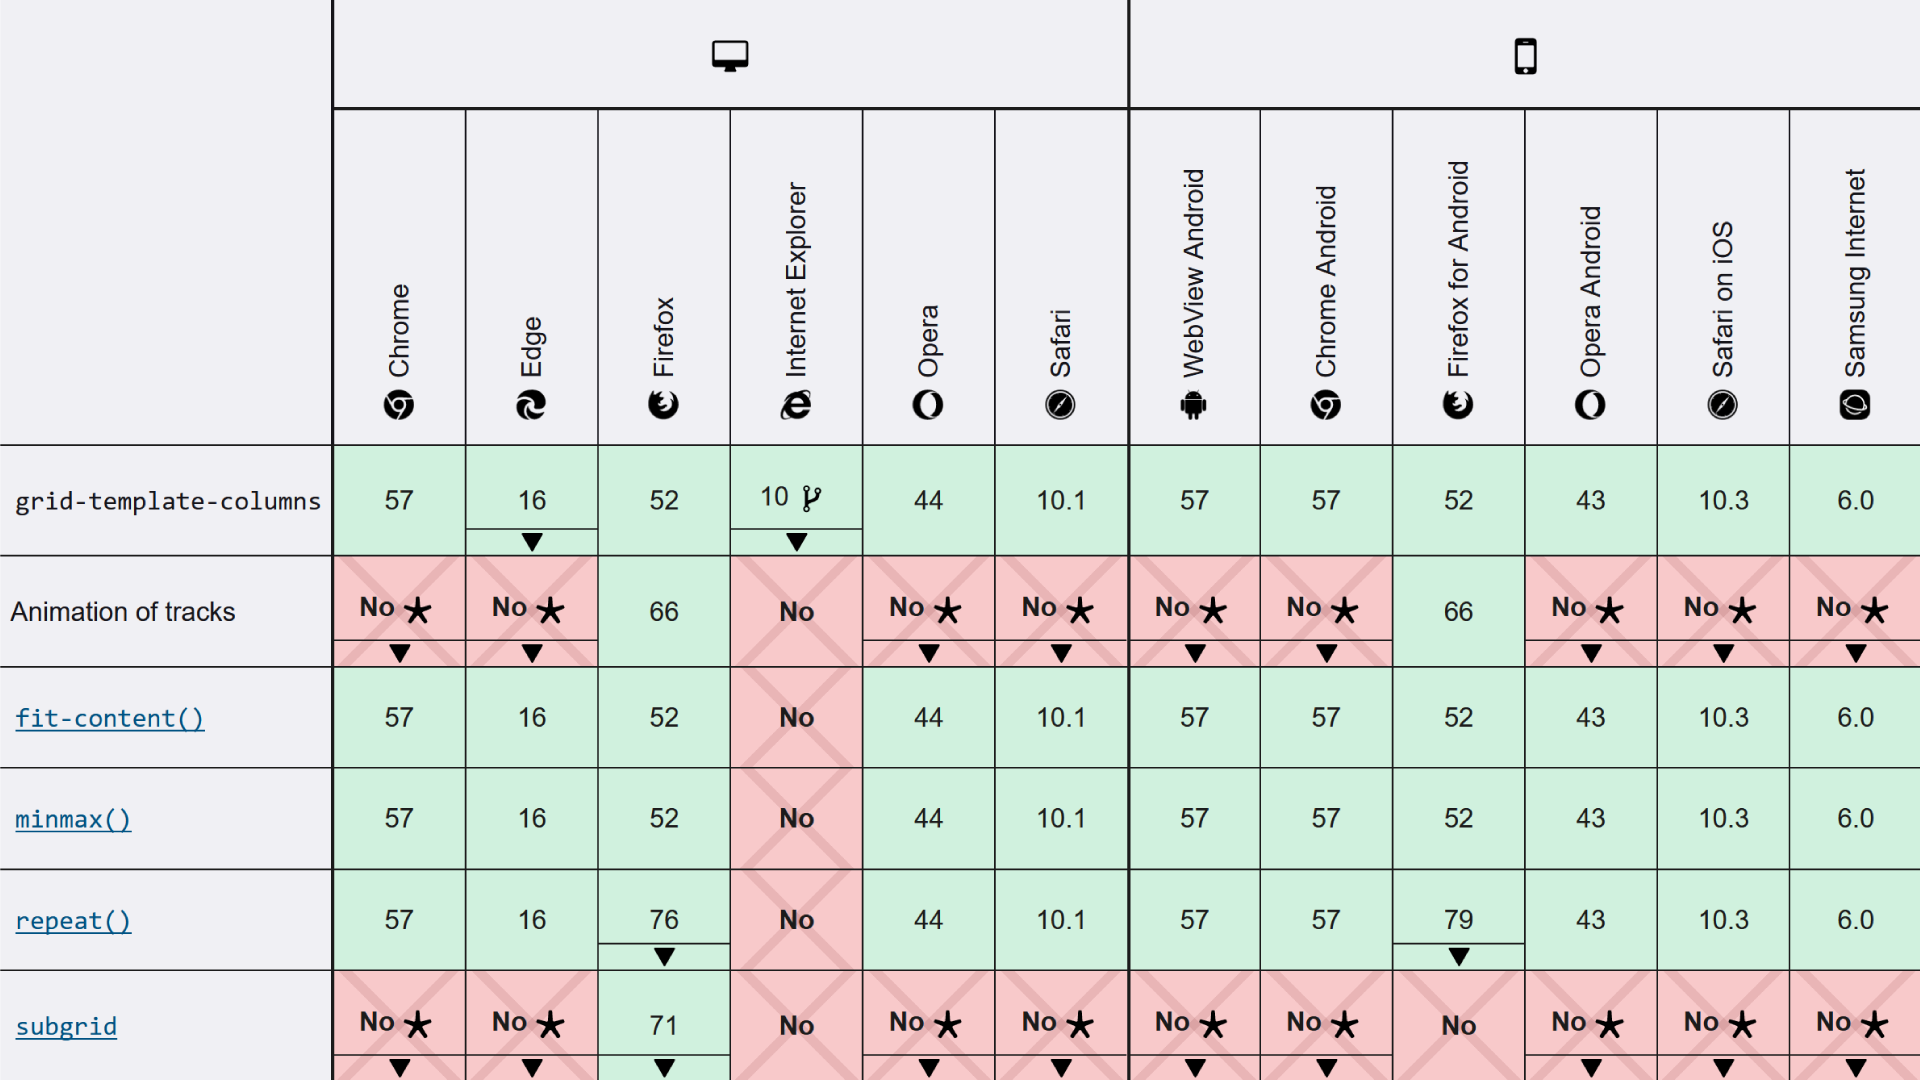 Chrome
Edge
Firefox
Internet Explorer
Opera
Safari
WebView Android
Chrome Android
Firefox for Android
Opera Android
Safari on iOS
Samsung Internet
grid-template-columns 57 16 52 10 44 10.1 57 57 52 43 10.3 6.0
Animation of tracks No No 66 No No No No No 66 No No No
fit-content() 57 16 52 No 44 10.1 57 57 52 43 10.3 6.0
minmax() 57 16 52 No 44 10.1 57 57 52 43 10.3 6.0
repeat() 57 16 76 No 44 10.1 57 57 79 43 10.3 6.0
subgrid No No 71 No No No No No No No No No